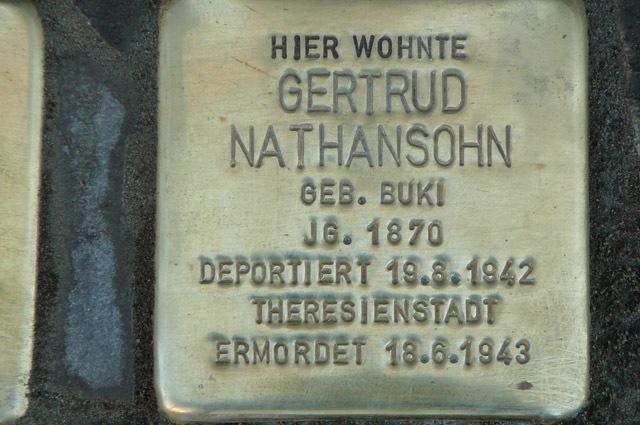 HIER WOHNTE
GERTRUD
NATHANSOHN
GEB. BUKI
JG. 1870
DEPORTIERT 19.8.1942
THERESIENSTADT
ERMORDET 18.6.1943